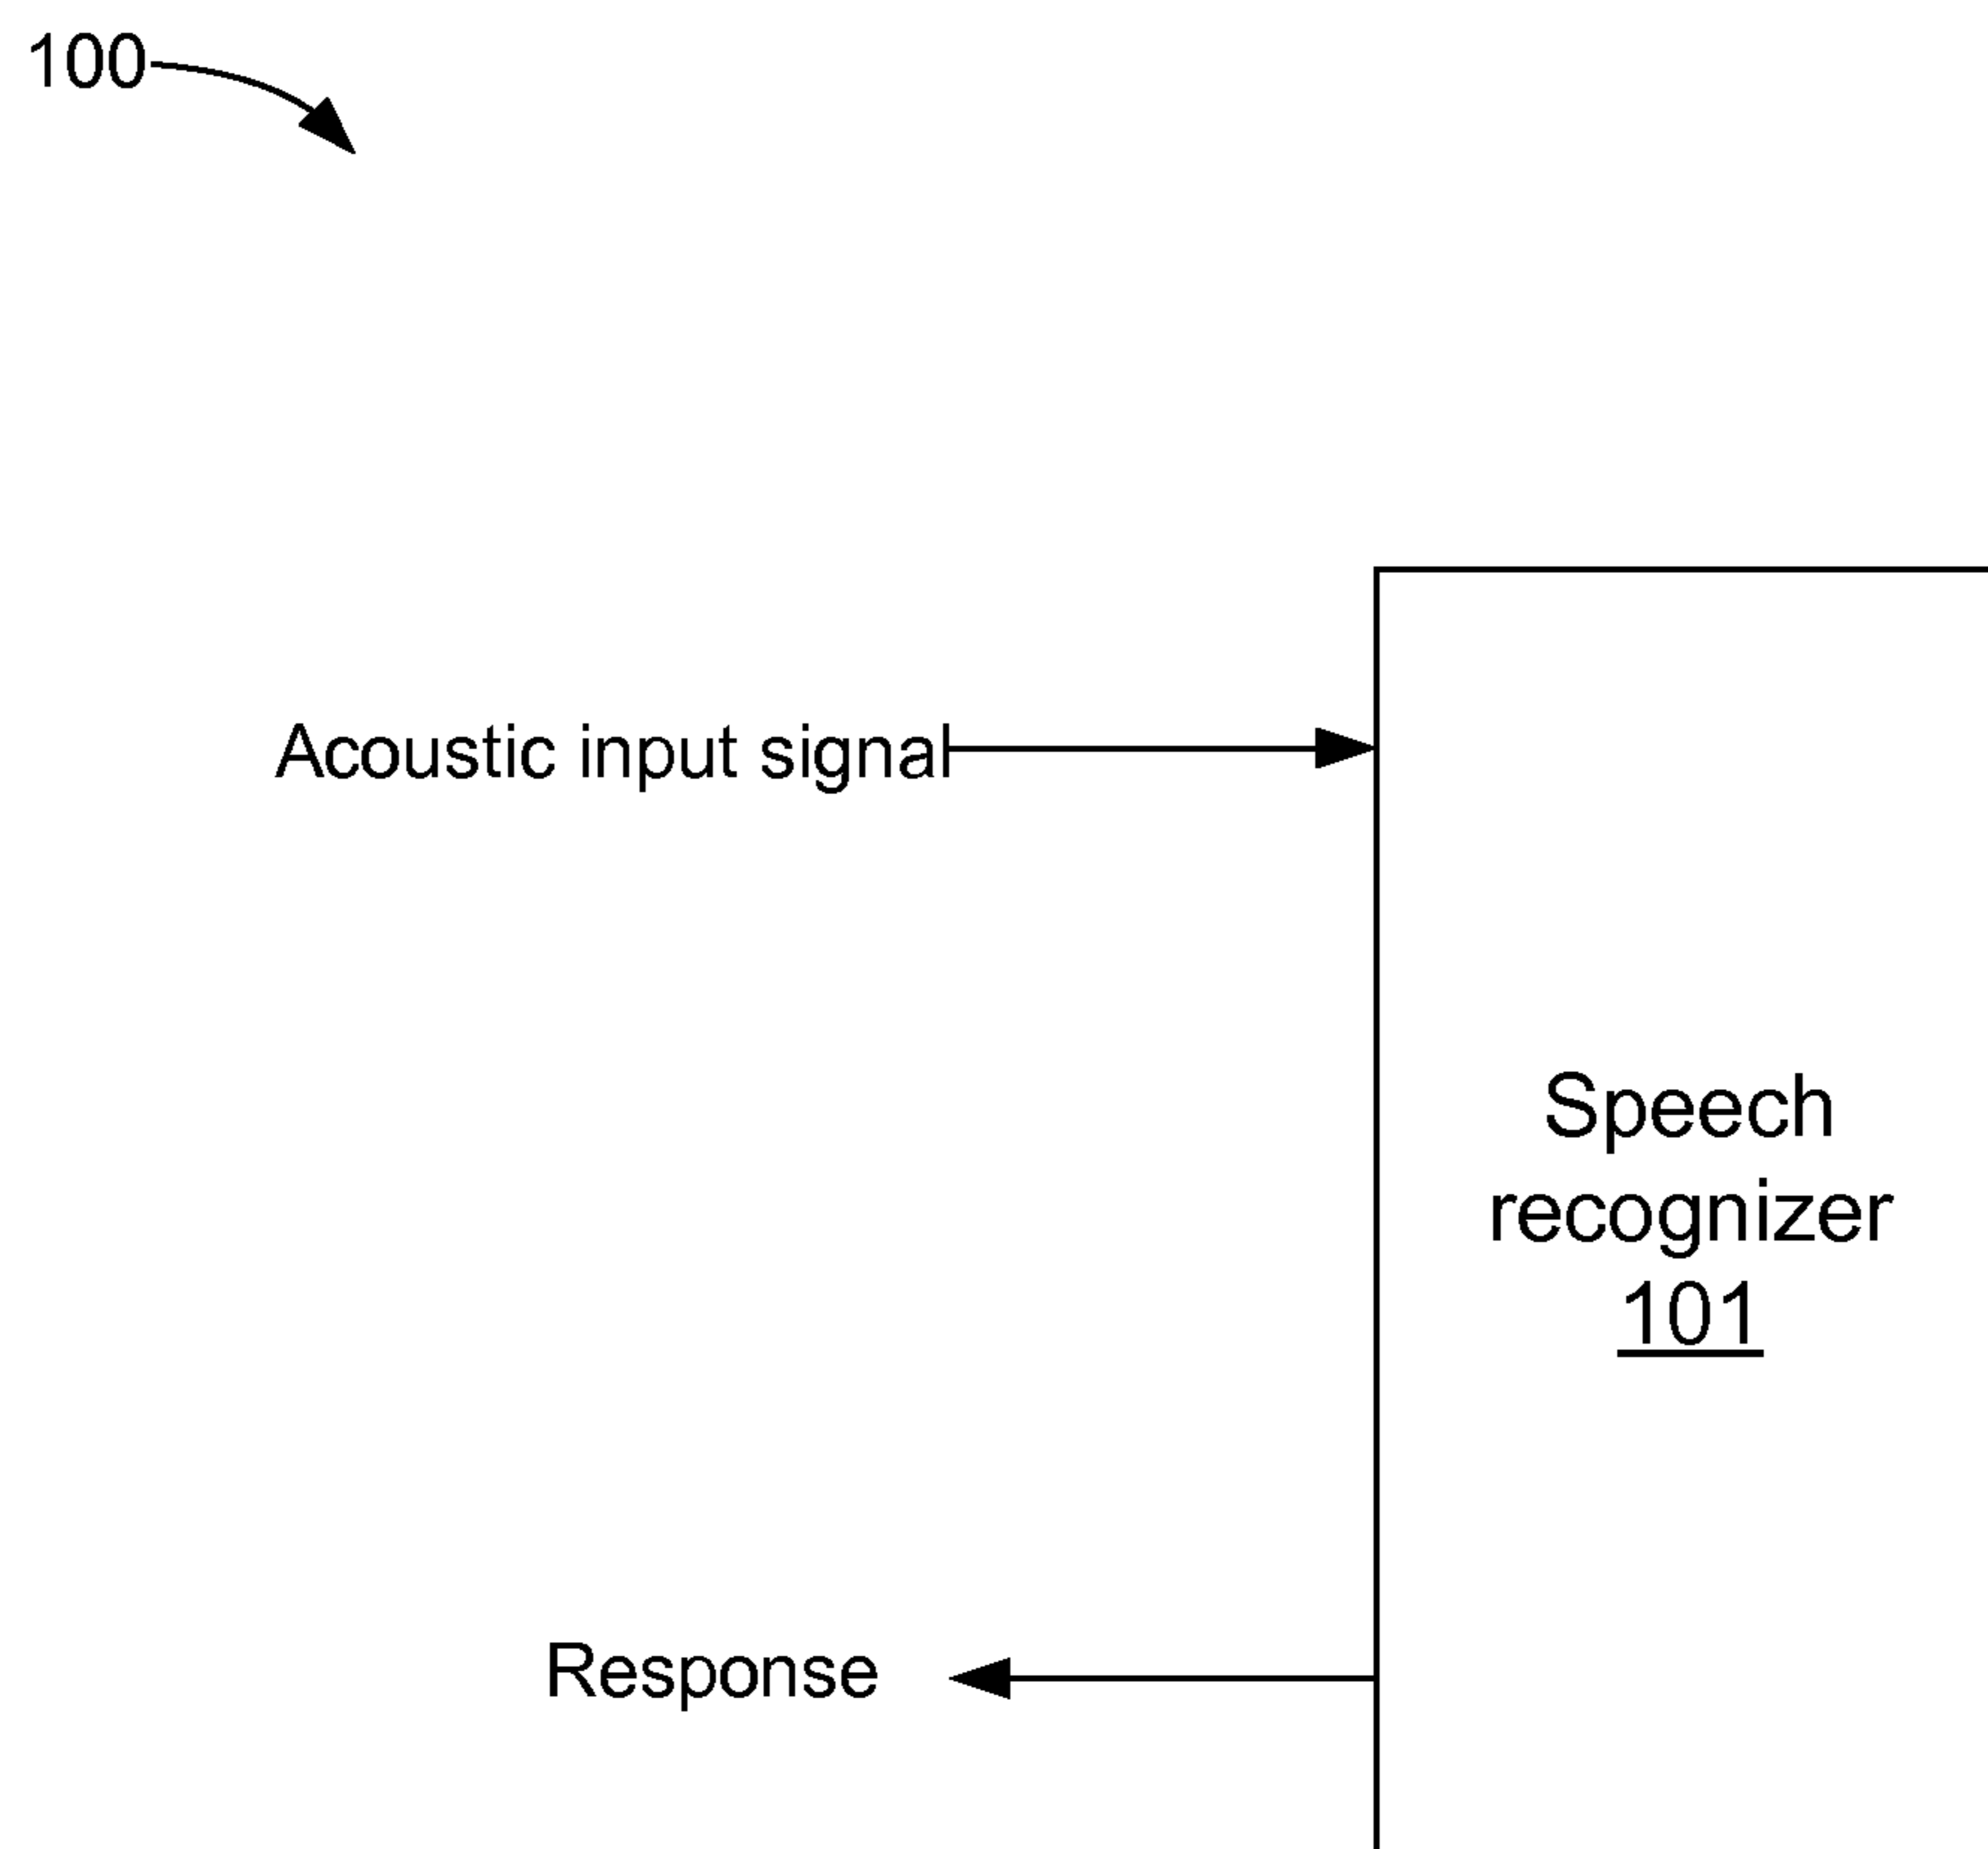 100
Acoustic input signal
Speech
recognizer
101
Response